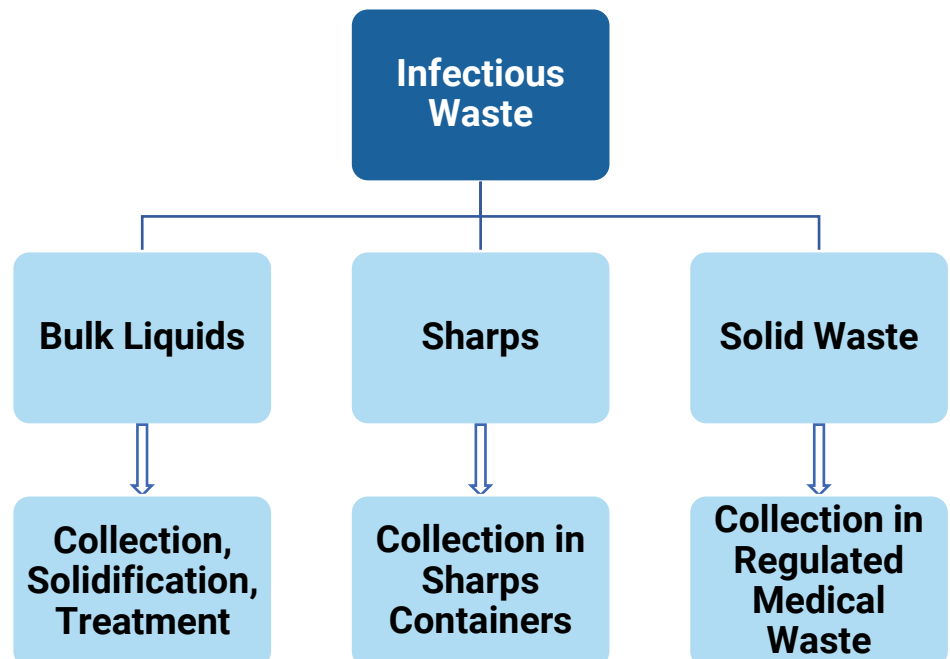 Infectious
Waste
Bulk Liquids
Sharps
Solid Waste
Collection,
Solidification,
Treatment
Collection in
Sharps
Containers
Collection in
Regulated
Medical
Waste